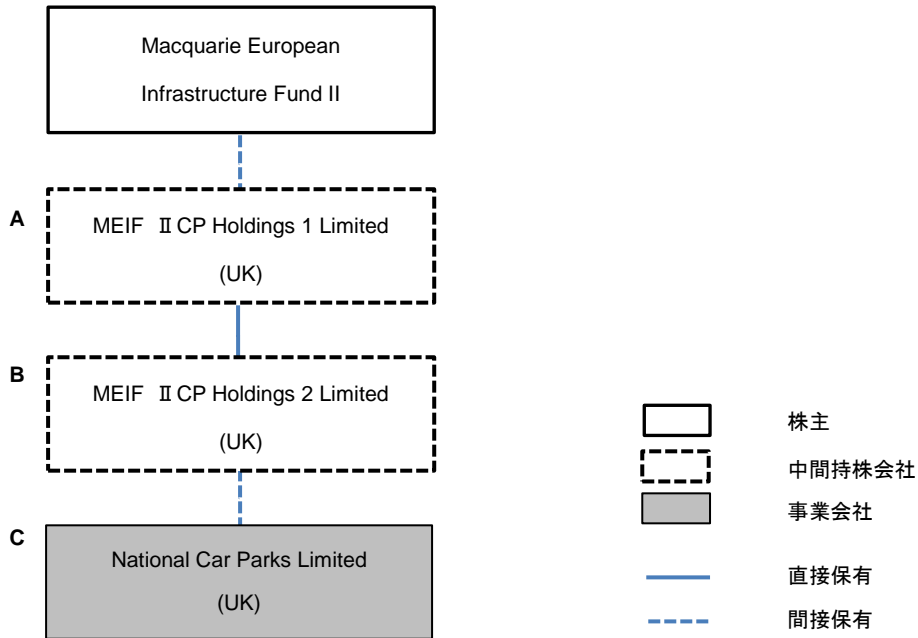 Macquarie European
Infrastructure Fund II
A
MEIF Ⅱ CP Holdings 1 Limited
(UK)
B
MEIF Ⅱ CP Holdings 2 Limited
(UK)
C
National Car Parks Limited
(UK)
株主
中間持株会社
事業会社
直接保有
間接保有